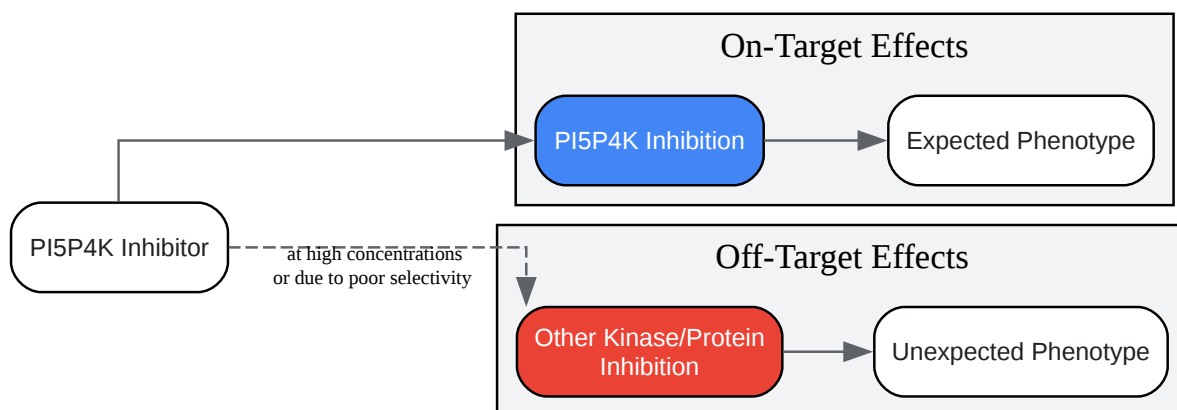 On-Target Effects
PI5P4K Inhibition
Expected Phenotype
PI5P4K Inhibitor
at high concentrations
or due to poor selectivity
Off-Target Effects
Other Kinase/Protein
Inhibition
Unexpected Phenotype